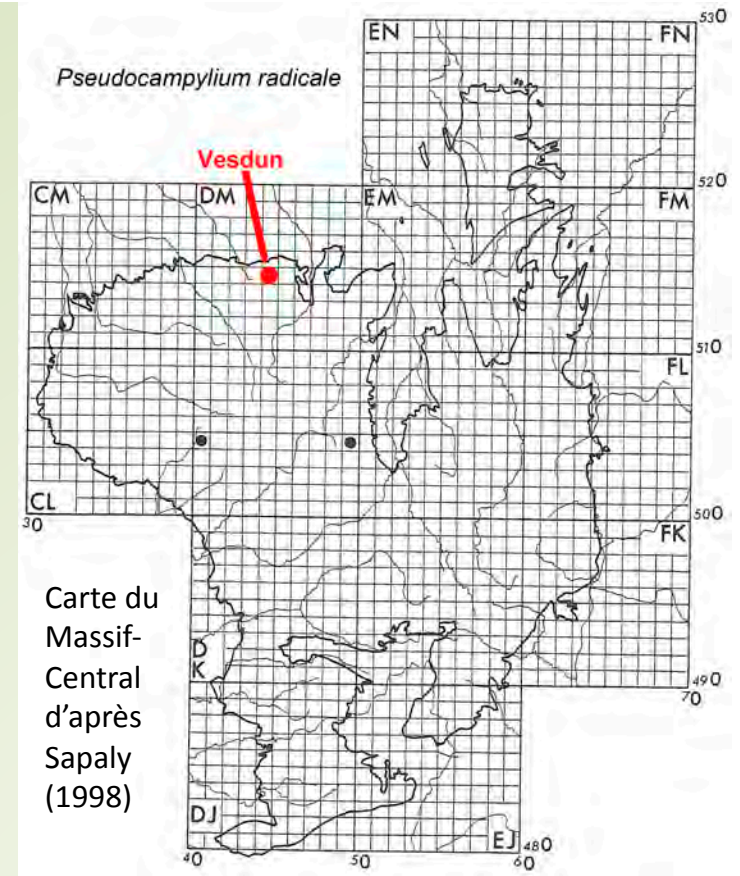 EN
FN
530
Pseudocampylium radicale
Vesdun
520
CM
DM
EM
FM
510
FL
CL
500
30
FK
Carte du
Massif-
Central
d’après
Sapaly
(1998)
D
K
490
70
DJ
EJ
480
40
50
60